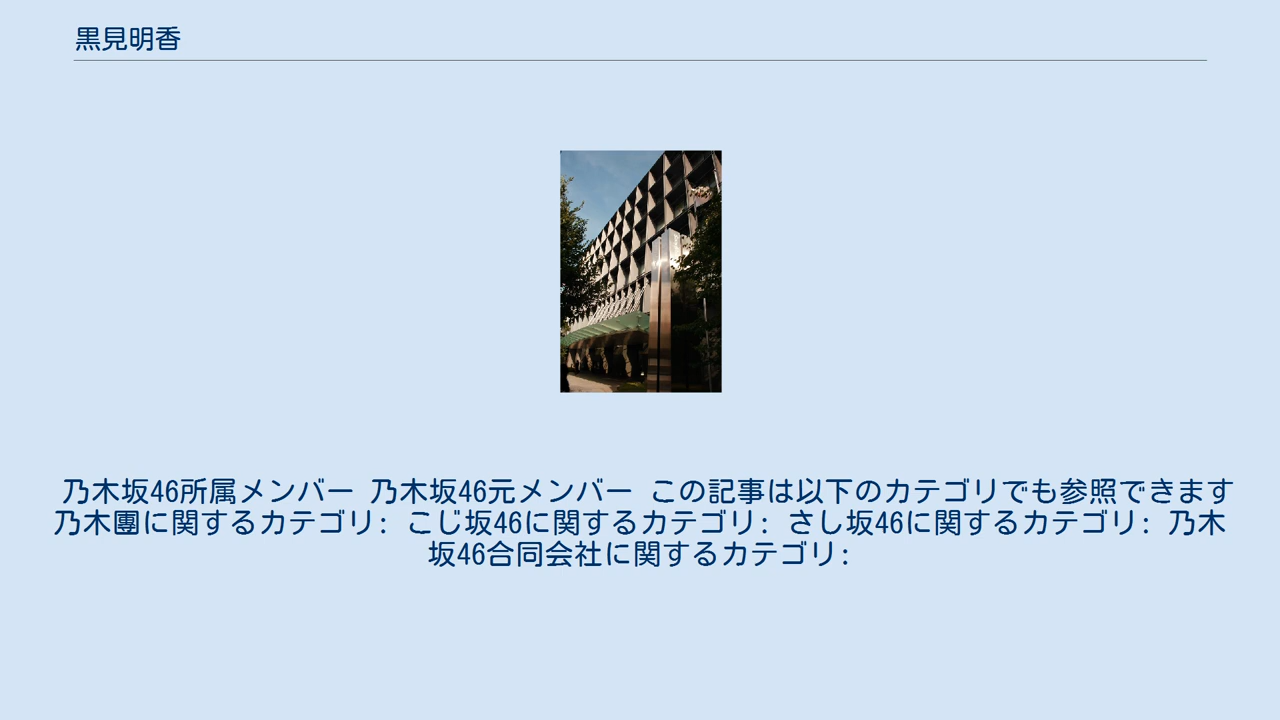 黒見明香
乃木坂46所属メンバー 乃木坂46元メンバー この記事は以下のカテゴリでも参照できます
乃木團に関するカテゴリ: こじ坂46に関するカテゴリ: さし坂46に関するカテゴリ: 乃木
坂46合同会社に関するカテゴリ: